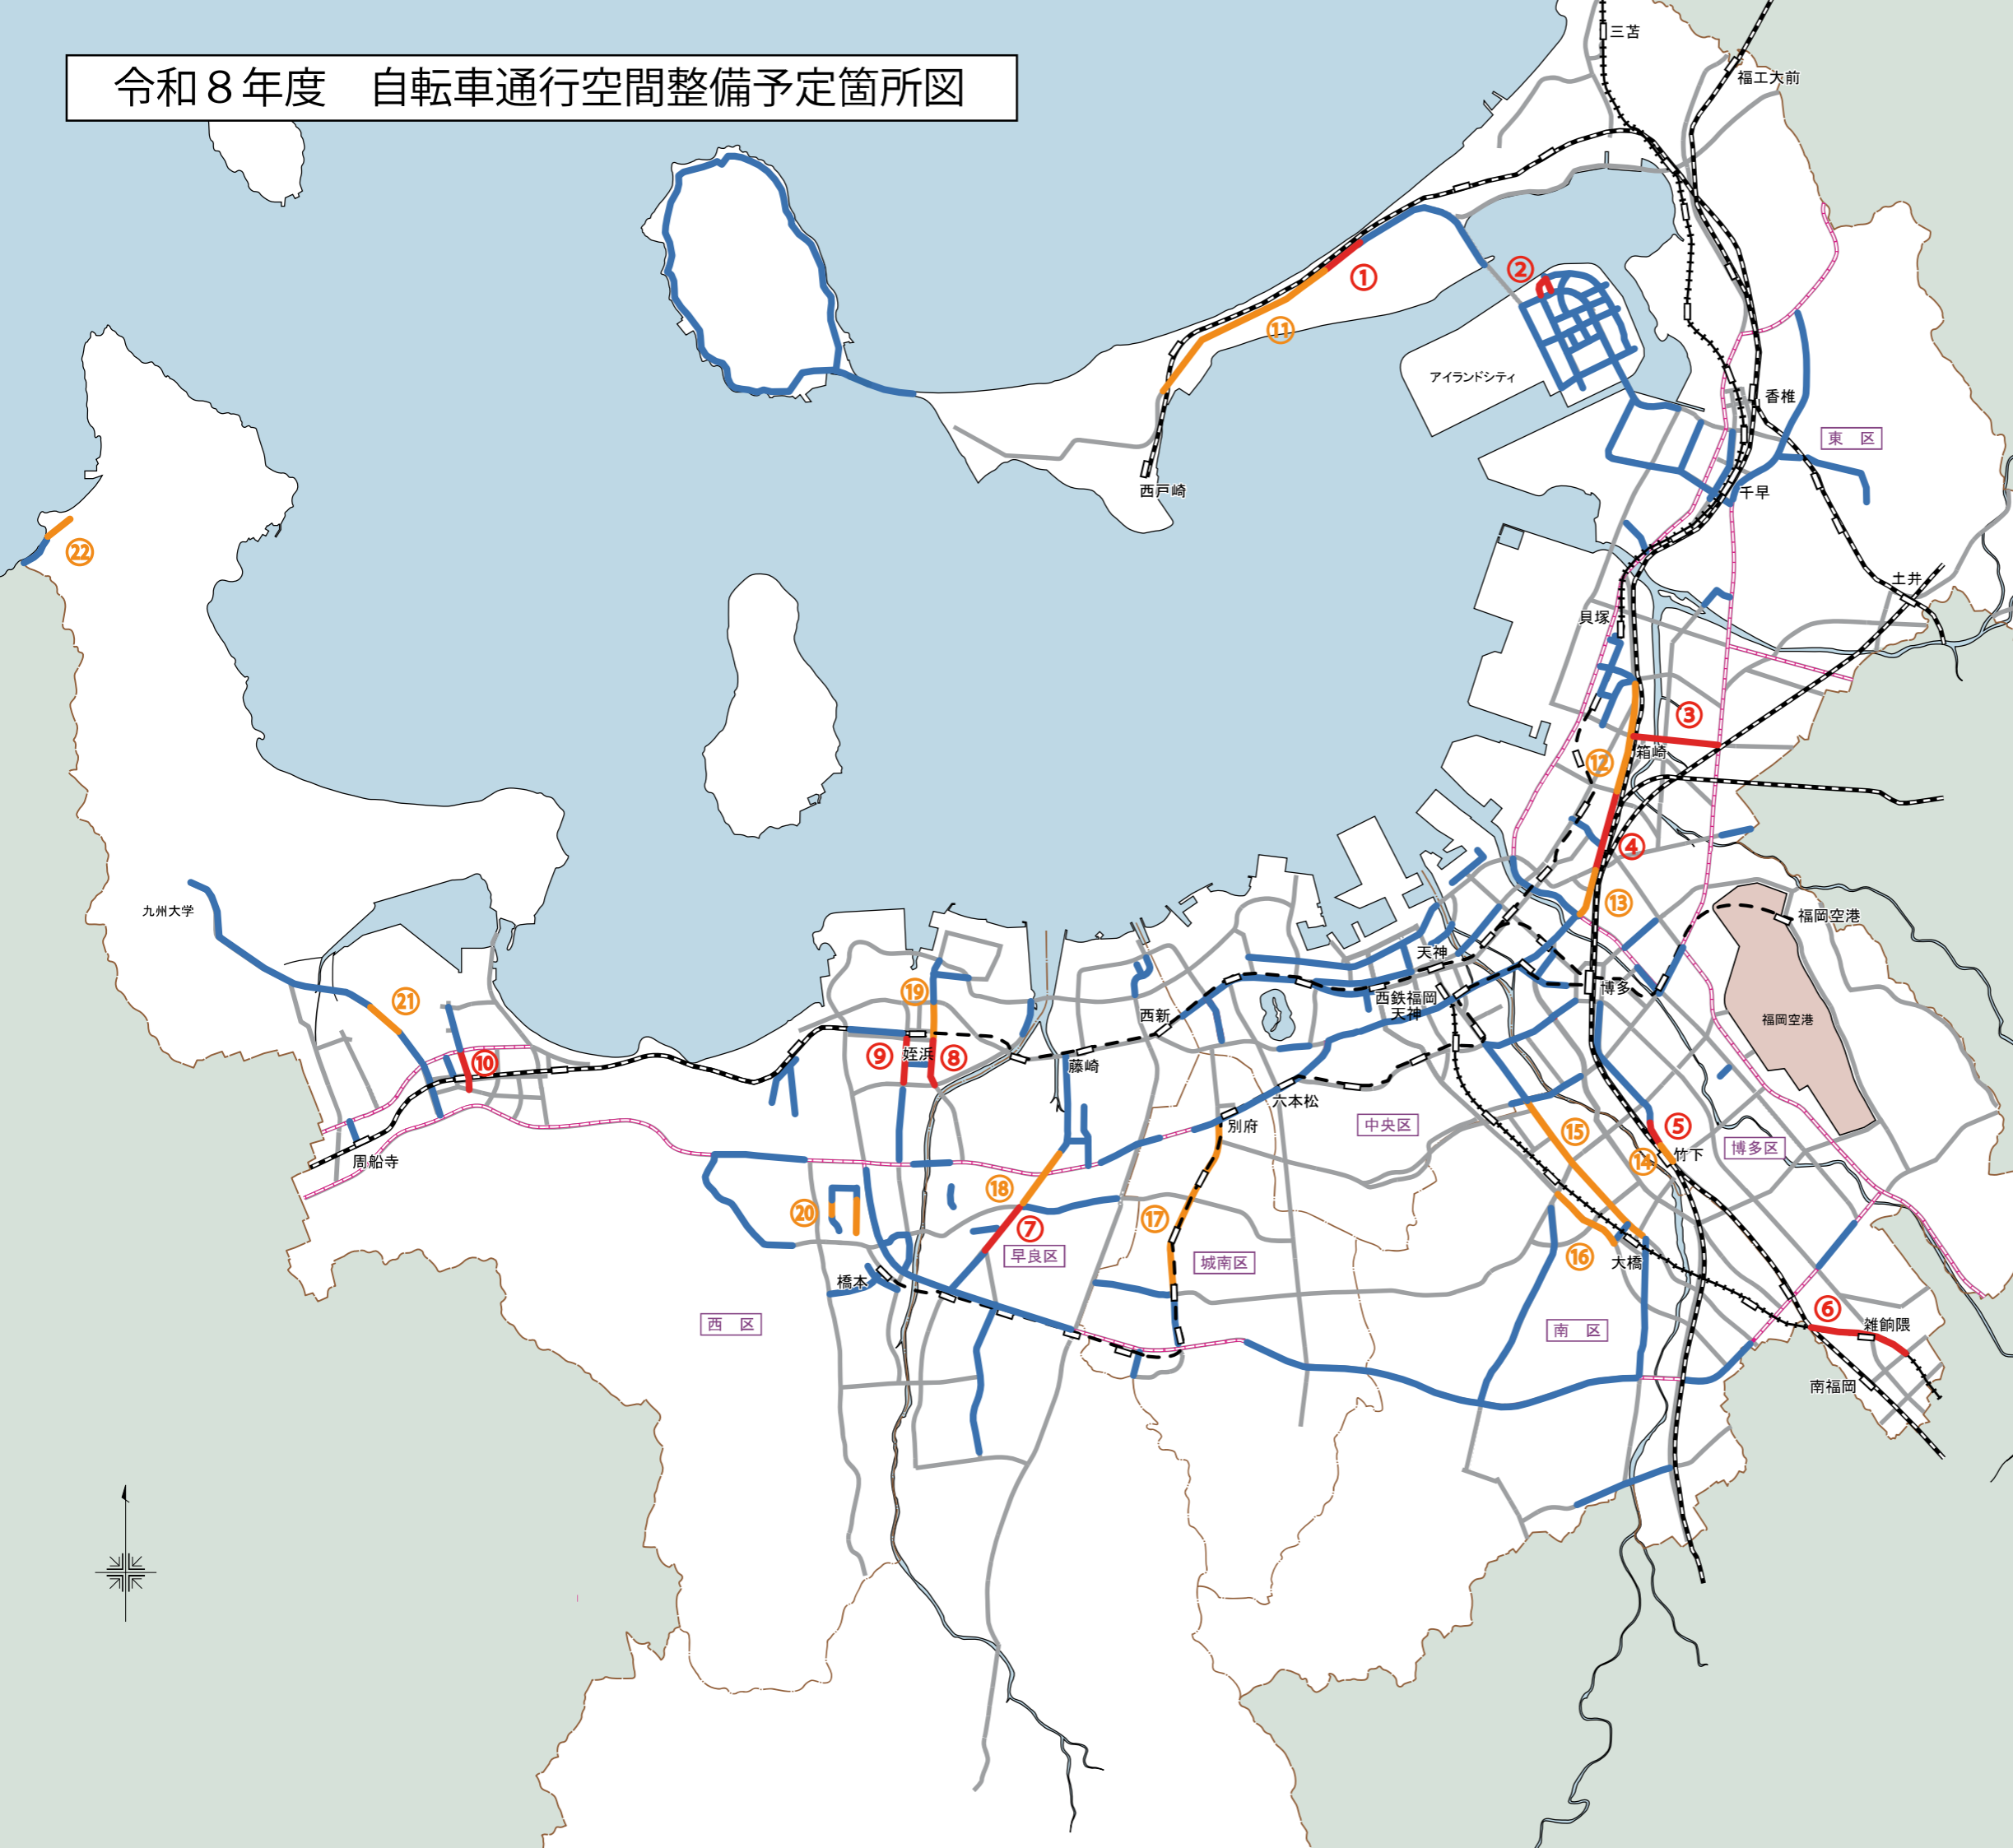 令和８年度　自転車通行空間整備予定箇所図
三苫
福工大前
②
①
⑪
アイランドシティ
香椎
東　区
西戸崎
千早
㉒
土井
貝塚
③
箱崎
⑫
④
⑬
九州大学
福岡空港
天神
⑲
㉑
西鉄福岡
天神
博多
西新
福岡空港
⑨
姪浜
⑧
⑩
藤崎
六本松
中央区
別府
⑮
⑤
博多区
竹下
⑭
周船寺
⑱
⑳
⑰
⑦
早良区
城南区
⑯
大橋
橋本
⑥
西　区
南　区
雑餉隈
南福岡